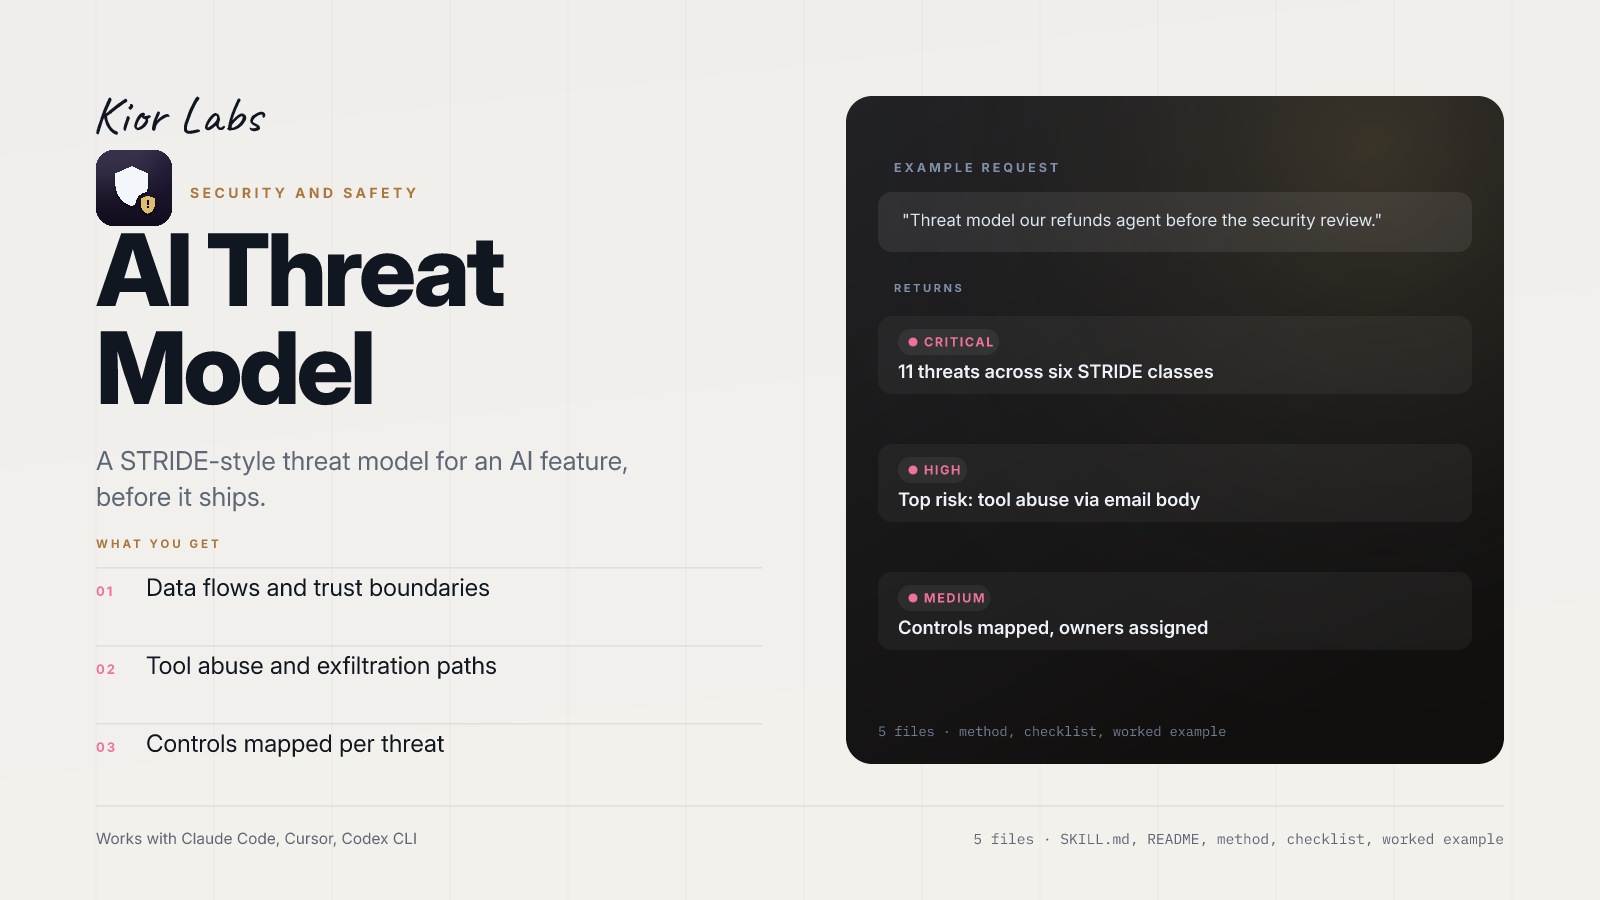 Kior Labs
SECURITY AND SAFETY
AI Threat
Model
A STRIDE-style threat model for an AI feature,
before it ships.
WHAT YOU GET
01 Data flows and trust boundaries
02 Tool abuse and exfiltration paths
03 Controls mapped per threat
EXAMPLE REQUEST
"Threat model our refunds agent before the security review."
RETURNS
CRITICAL
11 threats across six STRIDE classes
HIGH
Top risk: tool abuse via email body
MEDIUM
Controls mapped, owners assigned
5 files · method, checklist, worked example
Works with Claude Code, Cursor, Codex CLI
5 files · SKILL.md, README, method, checklist, worked example